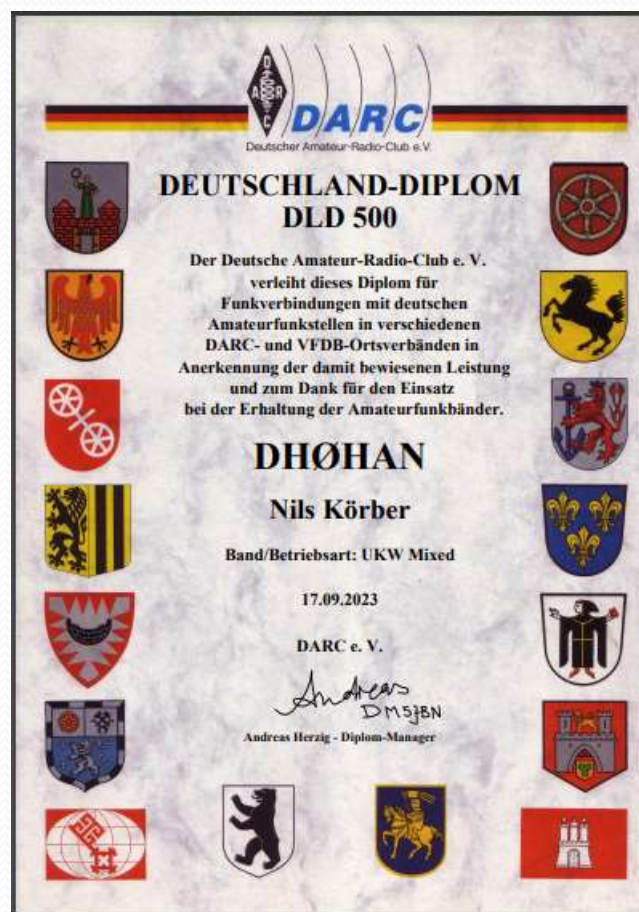 D
A R
C
DARC
Deutscher Amateur-Radio-Club e.V.
DEUTSCHLAND-DIPLOM
DLD 500
Der Deutsche Amateur-Radio-Club e. V.
verleiht dieses Diplom für
Funkverbindungen mit deutschen
Amateurfunkstellen in verschiedenen
DARC- und VFDB-Ortsverbänden in
Anerkennung der damit bewiesenen Leistung
und zum Dank für den Einsatz
bei der Erhaltung der Amateurfunkbänder.
DHØHAN
Nils Körber
Band/Betriebsart: UKW Mixed
17.09.2023
DARC e. V.
Andreas
DM5JBN
Andreas Herzig - Diplom-Manager